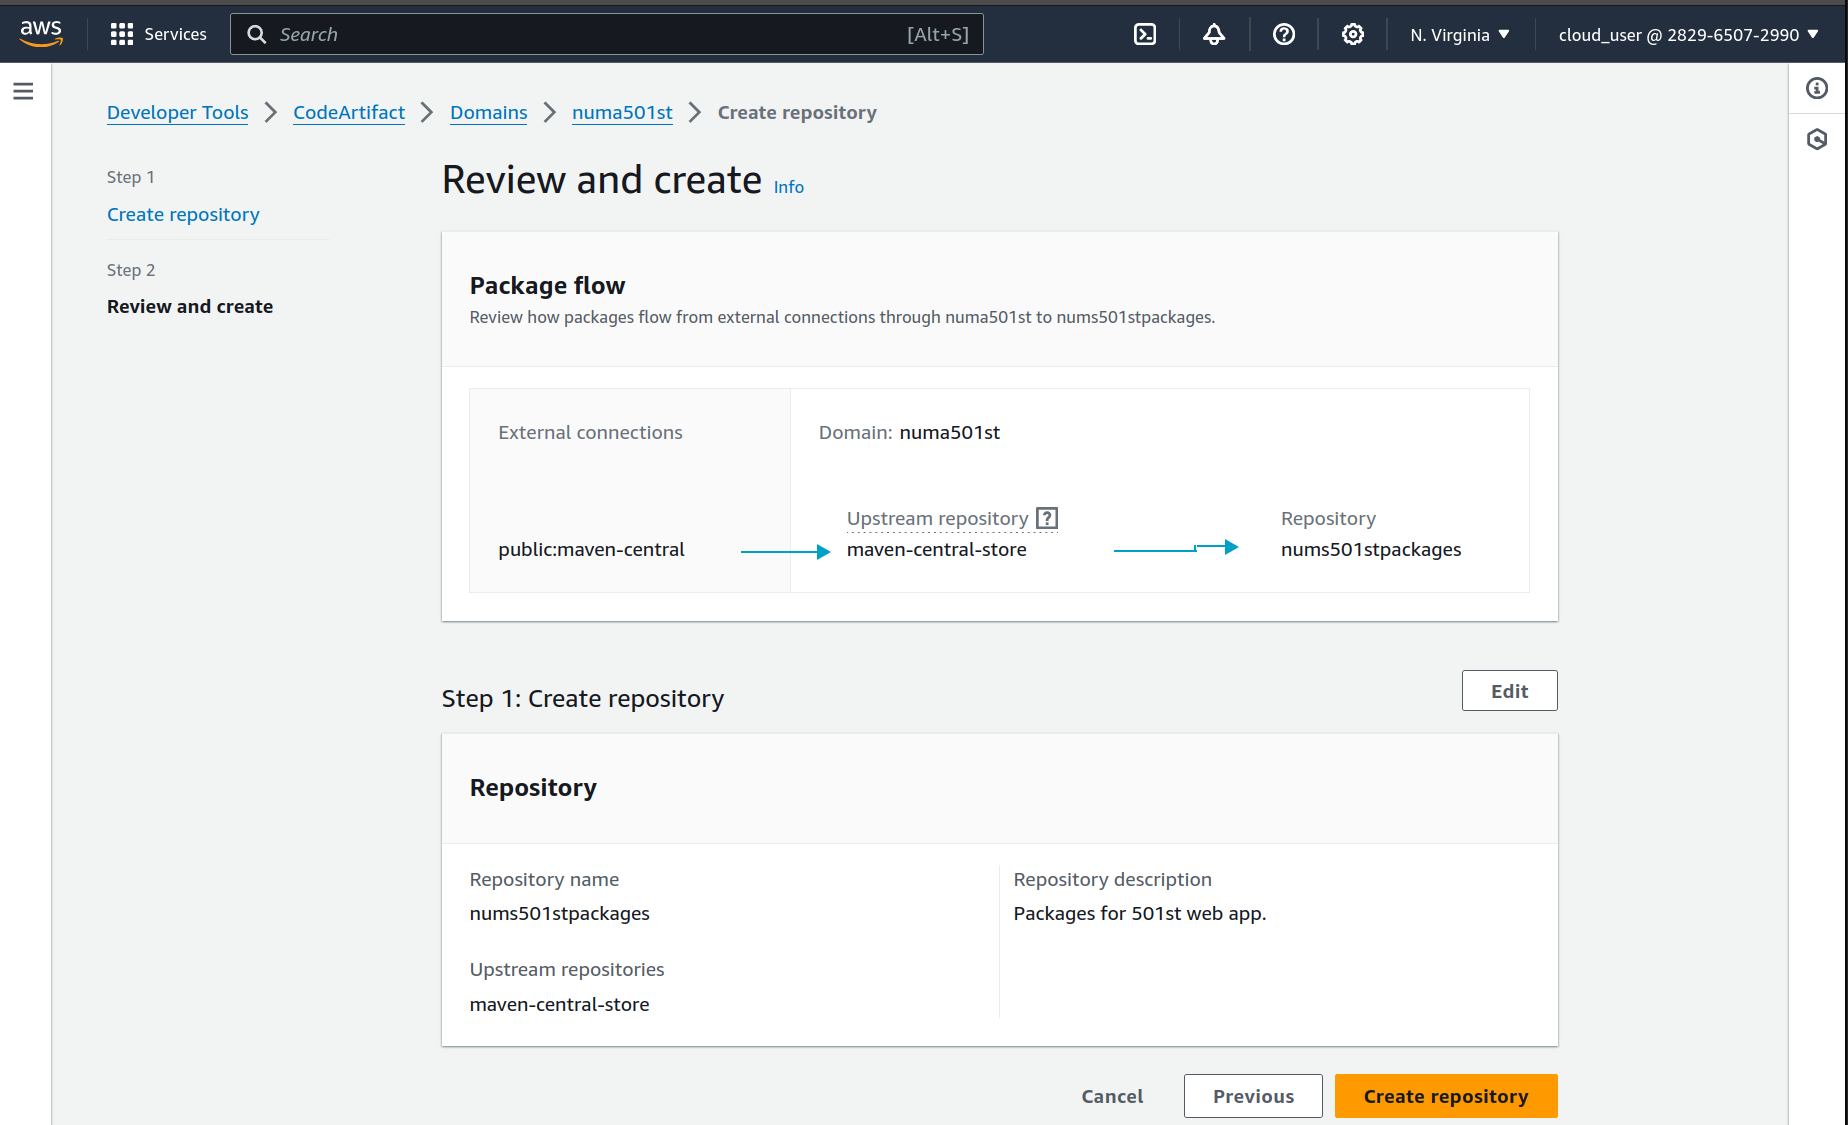 aws
Services
Search [Alt+S]
N. Virginia
cloud_user @ 2829-6507-2990
Developer Tools
CodeArtifact
Domains
numa501st
Create repository
Step 1
Create repository
Step 2
Review and create
Review and create Info
Package flow
Review how packages flow from external connections through numa501st to nums501stpackages.
External connections
public:maven-central
Domain: numa501st
Upstream repository [?]
maven-central-store
Repository
nums501stpackages
Step 1: Create repository
Edit
Repository
Repository name
nums501stpackages
Upstream repositories
maven-central-store
Repository description
Packages for 501st web app.
Cancel
Previous
Create repository